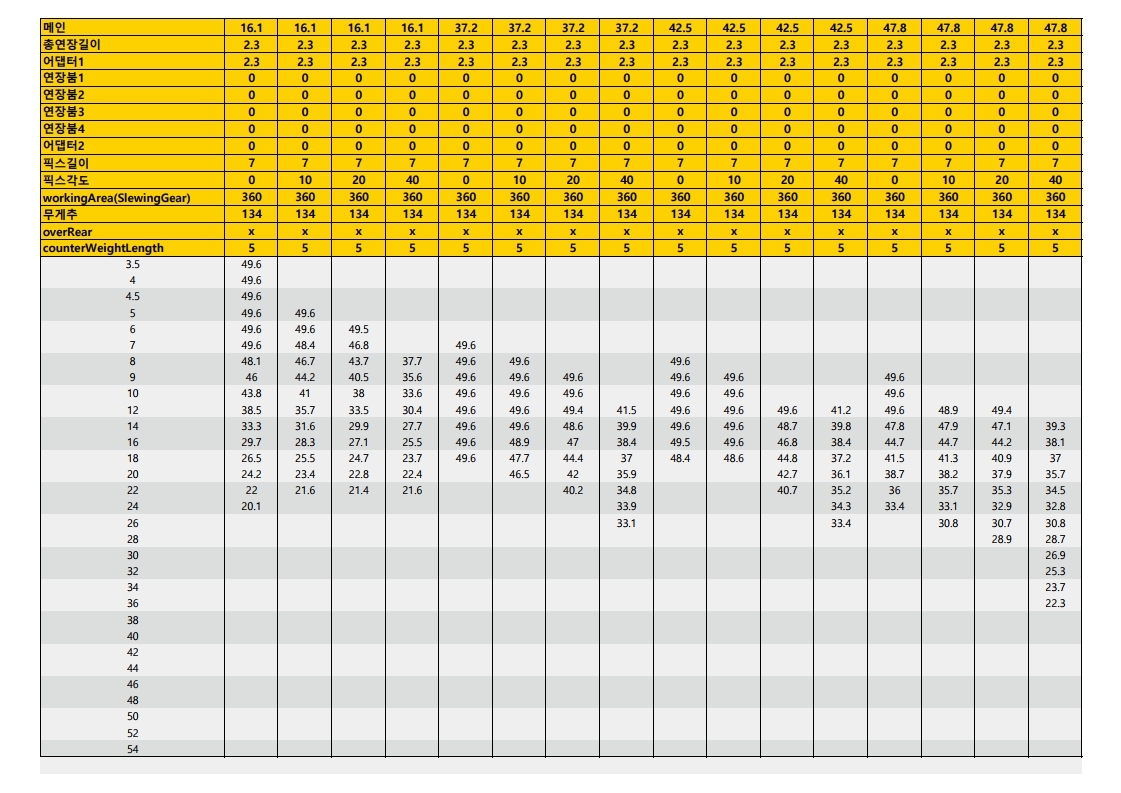 메인 16.1 16.1 16.1 16.1 37.2 37.2 37.2 37.2 42.5 42.5 42.5 42.5 47.8 47.8 47.8 47.8
총연장길이 2.3 2.3 2.3 2.3 2.3 2.3 2.3 2.3 2.3 2.3 2.3 2.3 2.3 2.3 2.3 2.3
어댑터1 2.3 2.3 2.3 2.3 2.3 2.3 2.3 2.3 2.3 2.3 2.3 2.3 2.3 2.3 2.3 2.3
연장붐1 0 0 0 0 0 0 0 0 0 0 0 0 0 0 0 0
연장붐2 0 0 0 0 0 0 0 0 0 0 0 0 0 0 0 0
연장붐3 0 0 0 0 0 0 0 0 0 0 0 0 0 0 0 0
연장붐4 0 0 0 0 0 0 0 0 0 0 0 0 0 0 0 0
어댑터2 0 0 0 0 0 0 0 0 0 0 0 0 0 0 0 0
픽스길이 7 7 7 7 7 7 7 7 7 7 7 7 7 7 7 7
픽스각도 0 10 20 40 0 10 20 40 0 10 20 40 0 10 20 40
workingArea(SlewingGear) 360 360 360 360 360 360 360 360 360 360 360 360 360 360 360 360
무게추 134 134 134 134 134 134 134 134 134 134 134 134 134 134 134 134
overRear x x x x x x x x x x x x x x x x
counterWeightLength 5 5 5 5 5 5 5 5 5 5 5 5 5 5 5 5
3.5 49.6
4 49.6
4.5 49.6
5 49.6 49.6
6 49.6 49.6 49.5
7 49.6 48.4 46.8 49.6
8 48.1 46.7 43.7 37.7 49.6 49.6 49.6
9 46 44.2 40.5 35.6 49.6 49.6 49.6 49.6 49.6 49.6
10 43.8 41 38 33.6 49.6 49.6 49.6 49.6 49.6 49.6
12 38.5 35.7 33.5 30.4 49.6 49.6 49.4 41.5 49.6 49.6 49.6 41.2 49.6 48.9 49.4
14 33.3 31.6 29.9 27.7 49.6 49.6 48.6 39.9 49.6 49.6 48.7 39.8 47.8 47.9 47.1 39.3
16 29.7 28.3 27.1 25.5 49.6 48.9 47 38.4 49.5 49.6 46.8 38.4 44.7 44.7 44.2 38.1
18 26.5 25.5 24.7 23.7 49.6 47.7 44.4 37 48.4 48.6 44.8 37.2 41.5 41.3 40.9 37
20 24.2 23.4 22.8 22.4 46.5 42 35.9 42.7 36.1 38.7 38.2 37.9 35.7
22 22 21.6 21.4 21.6 40.2 34.8 40.7 35.2 36 35.7 35.3 34.5
24 20.1 33.9 34.3 33.4 33.1 32.9 32.8
26 33.1 33.4 30.8 30.7 30.8
28 28.9 28.7
30 26.9
32 25.3
34 23.7
36 22.3
38
40
42
44
46
48
50
52
54